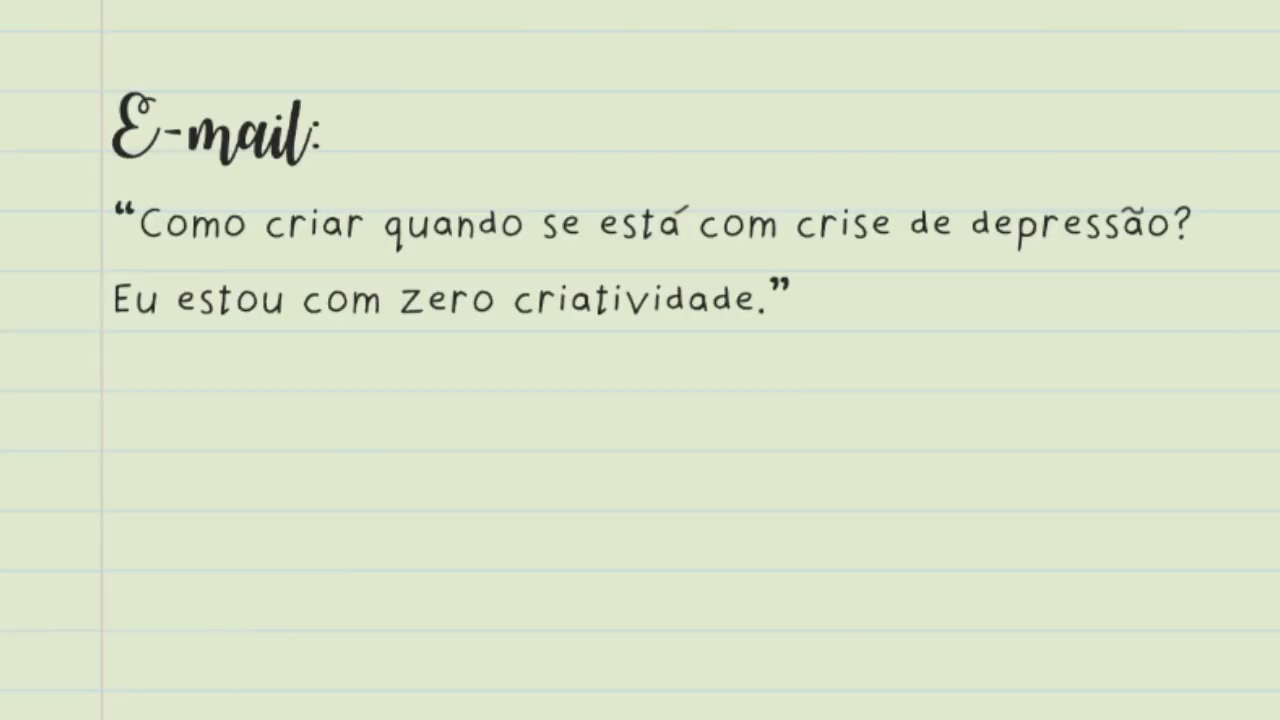 E-mail:
“Como criar quando se está com crise de depressão?
Eu estou com zero criatividade.”